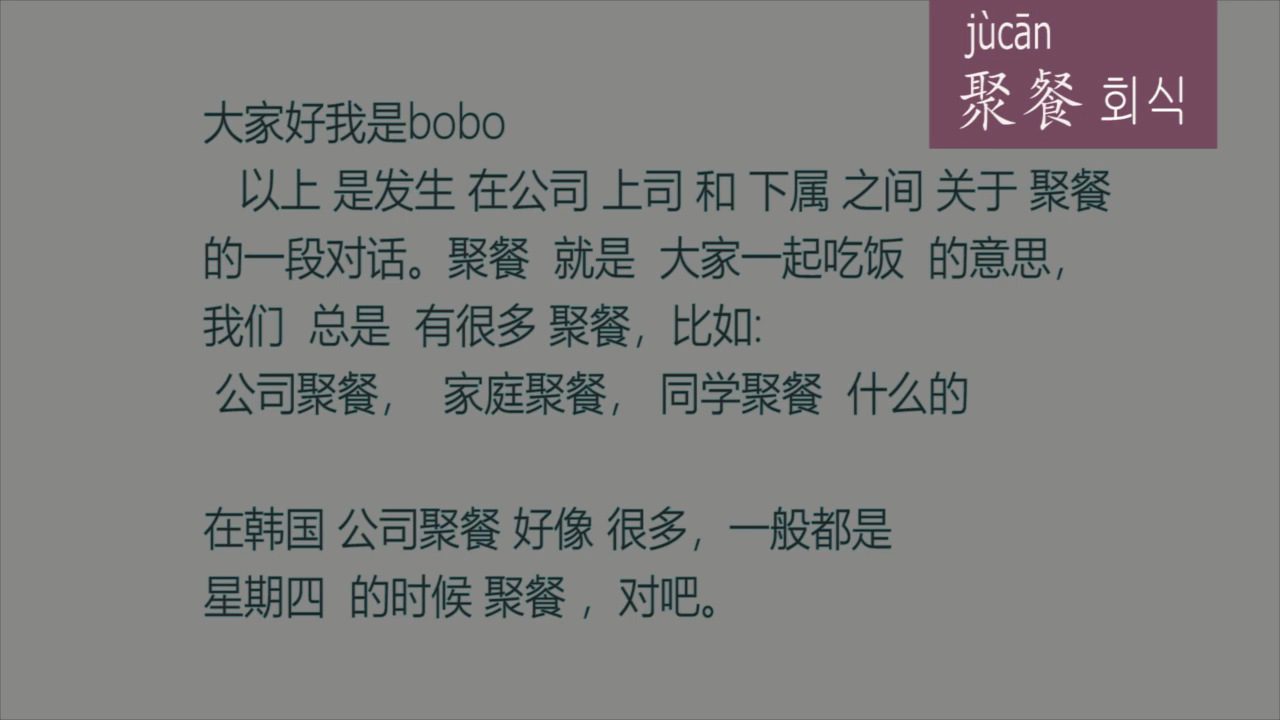 jùcān
聚餐 회식
大家好我是bobo
以上 是发生 在公司 上司 和 下属 之间 关于 聚餐
的一段对话。聚餐 就是 大家一起吃饭 的意思，
我们 总是 有很多 聚餐，比如:
公司聚餐， 家庭聚餐， 同学聚餐 什么的
在韩国 公司聚餐 好像 很多，一般都是
星期四 的时候 聚餐 ，对吧。